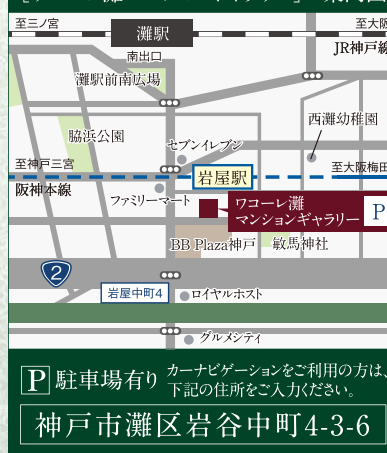 至三ノ宮
灘駅
至大阪
JR神戸線
南出口
灘駅前南広場
西灘幼稚園
脇浜公園
セブンイレブン
至神戸三宮
岩屋駅
至大阪梅田
阪神本線
ファミリーマート
ワコーレ灘
マンションギャラリー P
BB Plaza神戸
敏馬神社
2
岩屋中町4
ロイヤルホスト
グルメシティ
P 駐車場有り
カーナビゲーションをご利用の方は、
下記の住所をご入力ください。
神戸市灘区岩谷中町4-3-6